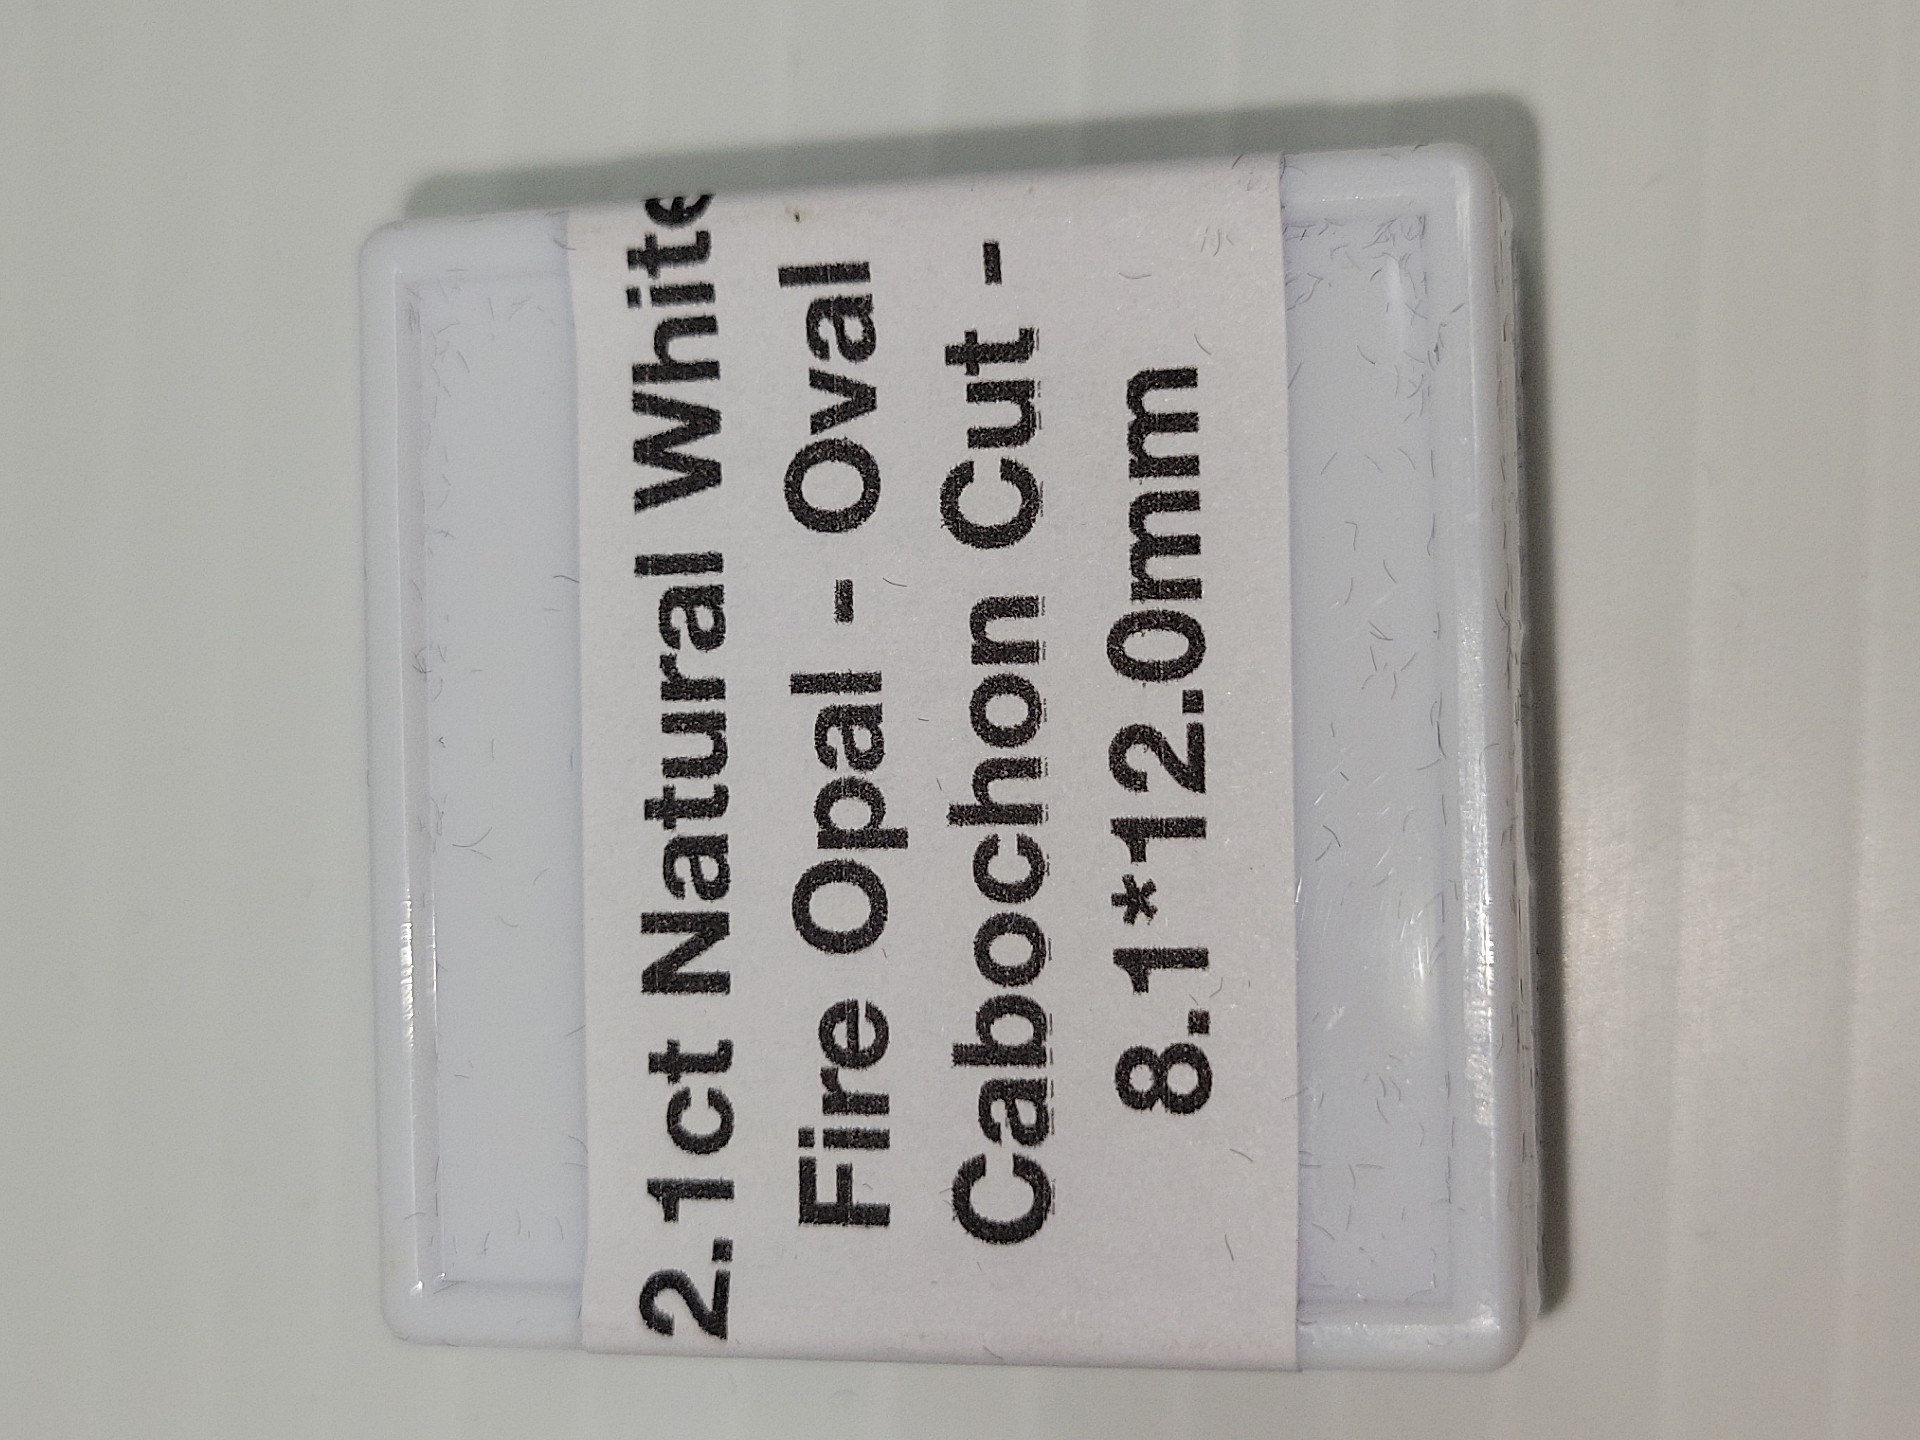 2.1ct Natural White
Fire Opal - Oval
Cabochon Cut -
8.1*12.0mm